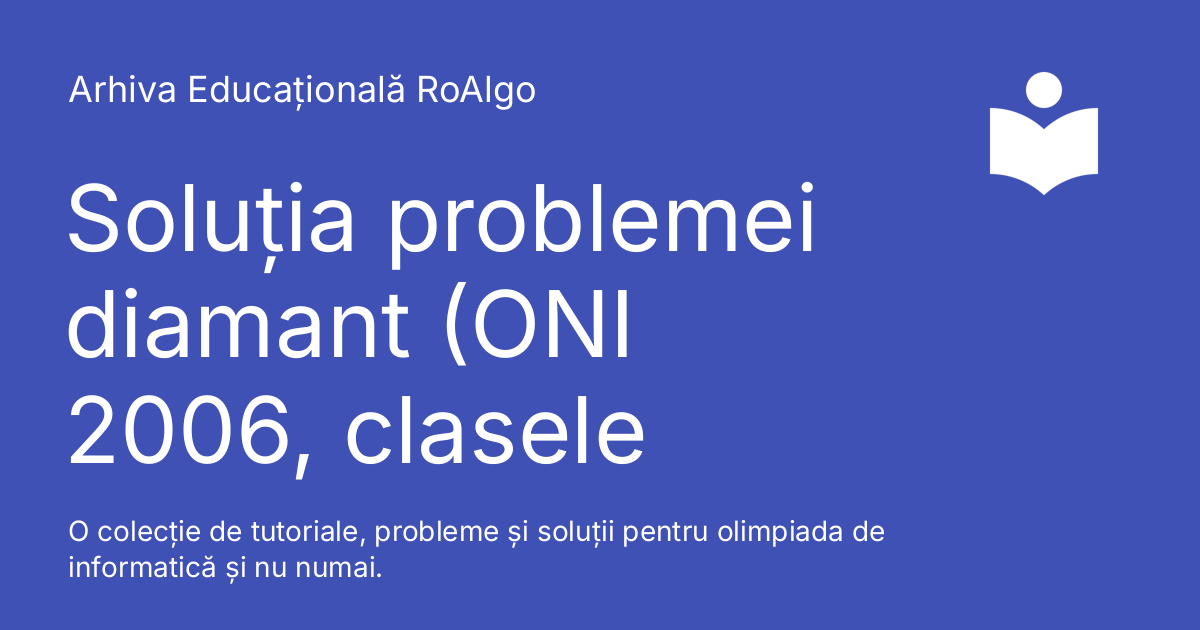 Arhiva Educațională RoAlgo
Soluția problemei
diamant (ONI
2006, clasele
O colecție de tutoriale, probleme și soluții pentru olimpiada de
informatică și nu numai.